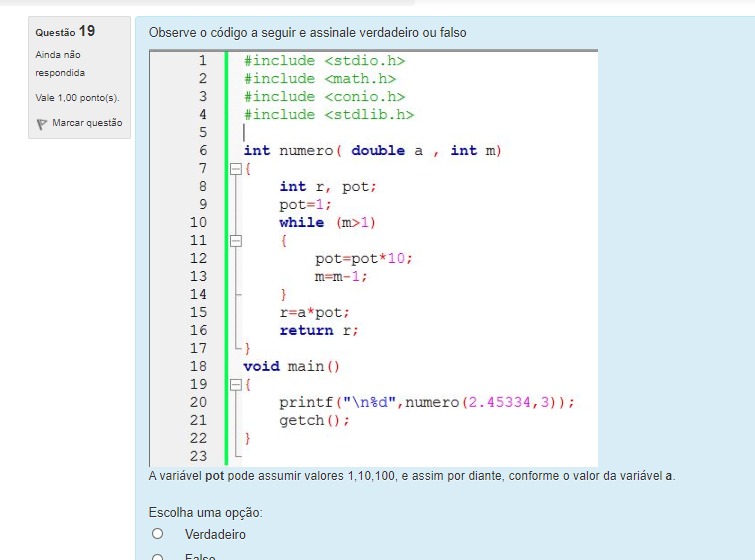 Questão 19
Ainda não
respondida
Vale 1,00 ponto(s).
Marcar questão
Observe o código a seguir e assinale verdadeiro ou falso
1 #include <stdio.h>
2 #include <math.h>
3 #include <conio.h>
4 #include <stdlib.h>
5
6 int numero( double a , int m)
7 {
8 int r, pot;
9 pot=1;
10 while (m>1)
11 {
12 pot=pot*10;
13 m=m-1;
14 }
15 r=a*pot;
16 return r;
17 }
18 void main()
19 {
20 printf("\n%d",numero(2.45334,3));
21 getch();
22 }
23
A variável pot pode assumir valores 1,10,100, e assim por diante, conforme o valor da variável a.
Escolha uma opção:
Verdadeiro
Falso